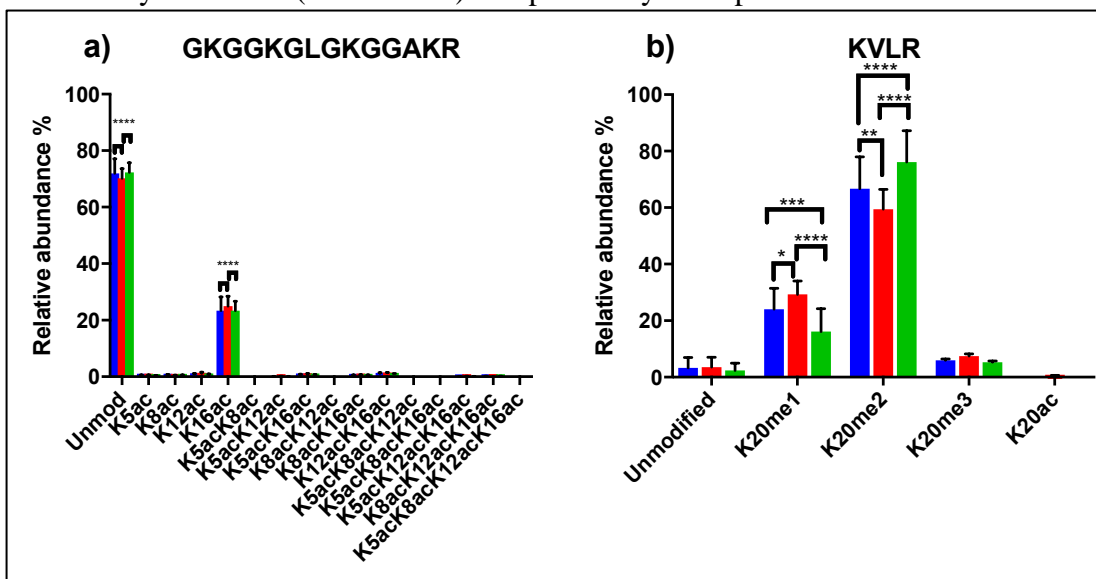 a) GKGGKGLGKGGAKR
Relative abundance %
100
80
60
40
20
0
****
****
Unmod
K5ac
K8ac
K12ac
K16ac
K5acK8ac
K5acK12ac
K5acK16ac
K8acK12ac
K8acK16ac
K12acK16ac
K5acK8acK12ac
K5acK8acK16ac
K5acK12acK16ac
K8acK12acK16ac
K5acK8acK12acK16ac
b) KVLR
Relative abundance %
100
80
60
40
20
0
****
****
**
***
****
*
Unmodified
K20me1
K20me2
K20me3
K20ac